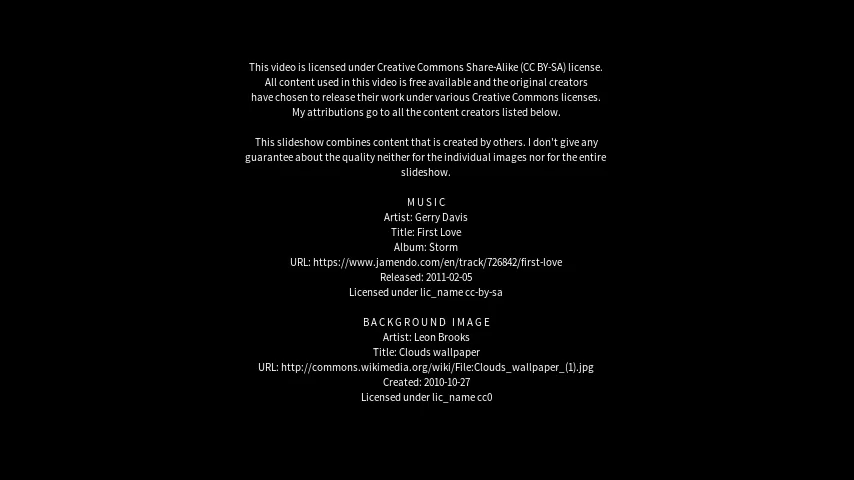 This video is licensed under Creative Commons Share-Alike (CC BY-SA) license.
All content used in this video is free available and the original creators
have chosen to release their work under various Creative Commons licenses.
My attributions go to all the content creators listed below.
This slideshow combines content that is created by others. I don't give any
guarantee about the quality neither for the individual images nor for the entire
slideshow.
M U S I C
Artist: Gerry Davis
Title: First Love
Album: Storm
URL: https://www.jamendo.com/en/track/726842/first-love
Released: 2011-02-05
Licensed under lic_name cc-by-sa
B A C K G R O U N D   I M A G E
Artist: Leon Brooks
Title: Clouds wallpaper
URL: http://commons.wikimedia.org/wiki/File:Clouds_wallpaper_(1).jpg
Created: 2010-10-27
Licensed under lic_name cc0